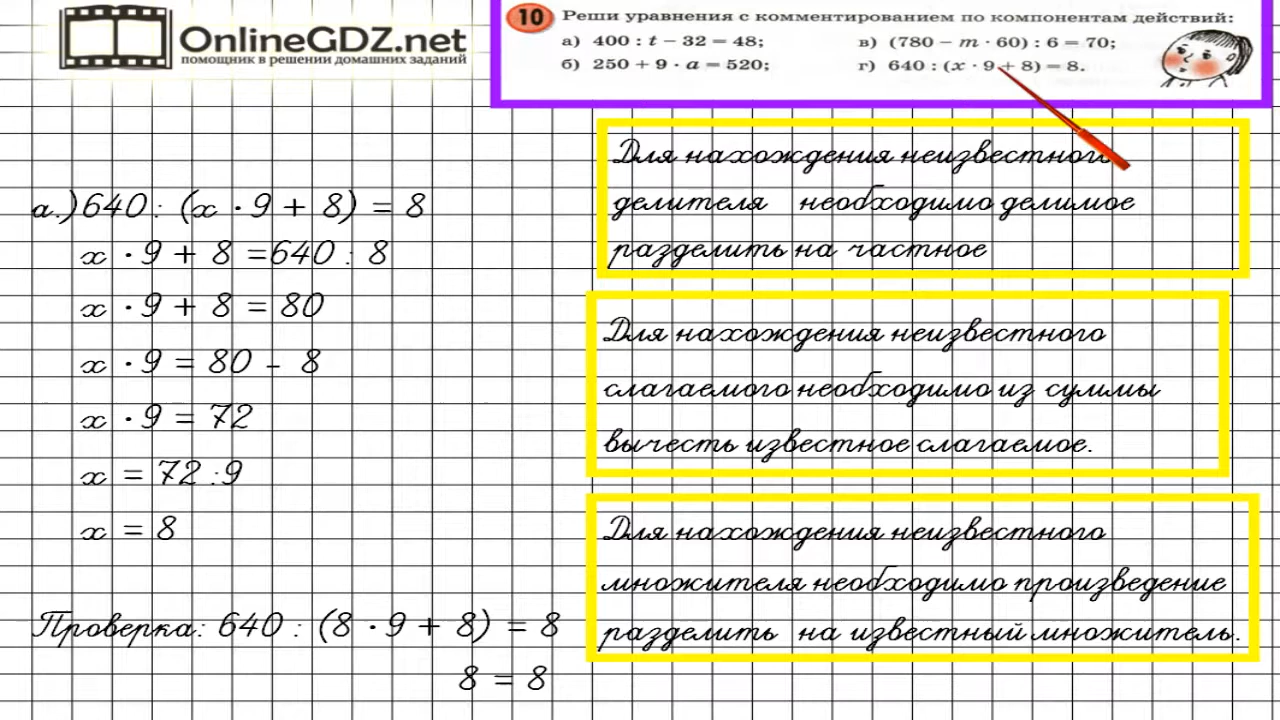 OnlineGDZ.net
помощник в решении домашних заданий
10 Реши уравнения с комментированием по компонентам действий:
а) 400 : t − 32 = 48; в) (780 − m · 60) : 6 = 70;
б) 250 + 9 · a = 520; г) 640 : (x · 9 + 8) = 8.
а.) 640 : (х · 9 + 8) = 8
х · 9 + 8 =640 : 8
х · 9 + 8 = 80
х · 9 = 80 - 8
х · 9 = 72
х = 72 :9
х = 8
Проверка: 640 : (8 · 9 + 8) = 8
8 = 8
Для нахождения неизвестного
делителя необходимо делимое
разделить на частное
Для нахождения неизвестного
слагаемого необходимо из суммы
вычесть известное слагаемое.
Для нахождения неизвестного
множителя необходимо произведение
разделить на известный множитель.